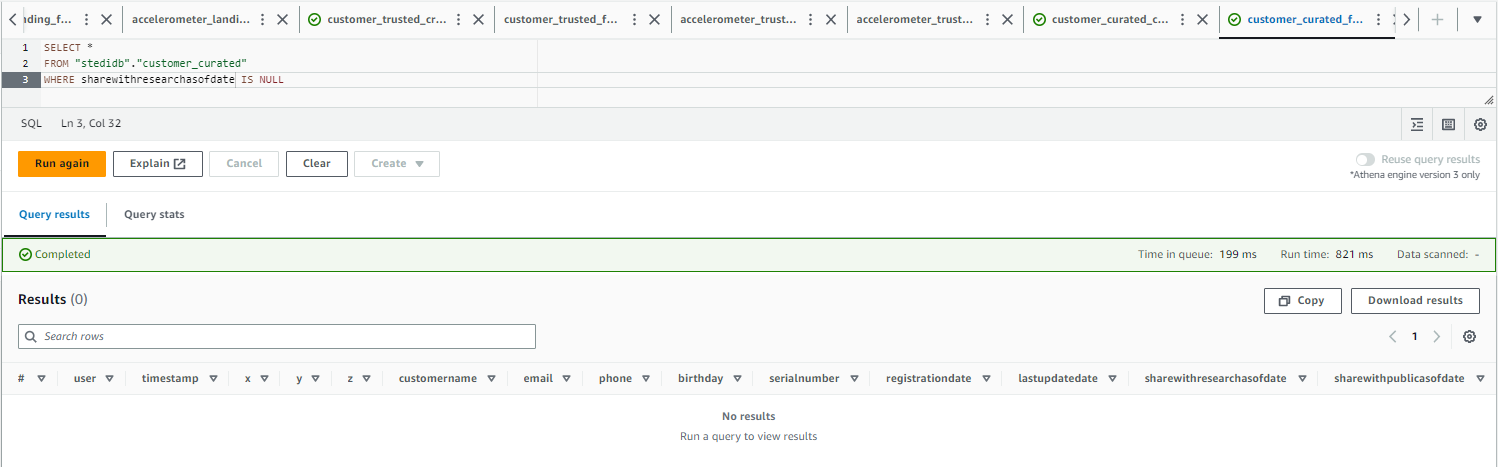 nding_f... accelerometer_landi... customer_trusted_cr... customer_trusted_f... accelerometer_trust... accelerometer_trust... customer_curated_c... customer_curated_f...
1 SELECT *
2 FROM "stedidb"."customer_curated"
3 WHERE sharewithresearchasofdate IS NULL
SQL Ln 3, Col 32
Run again Explain Cancel Clear Create Reuse query results
*Athena engine version 3 only
Query results Query stats
Completed Time in queue: 199 ms Run time: 821 ms Data scanned: -
Results (0) Copy Download results
Search rows 1
# user timestamp x y z customername email phone birthday serialnumber registrationdate lastupdatedate sharewithresearchasofdate sharewithpublicasofdate
No results
Run a query to view results